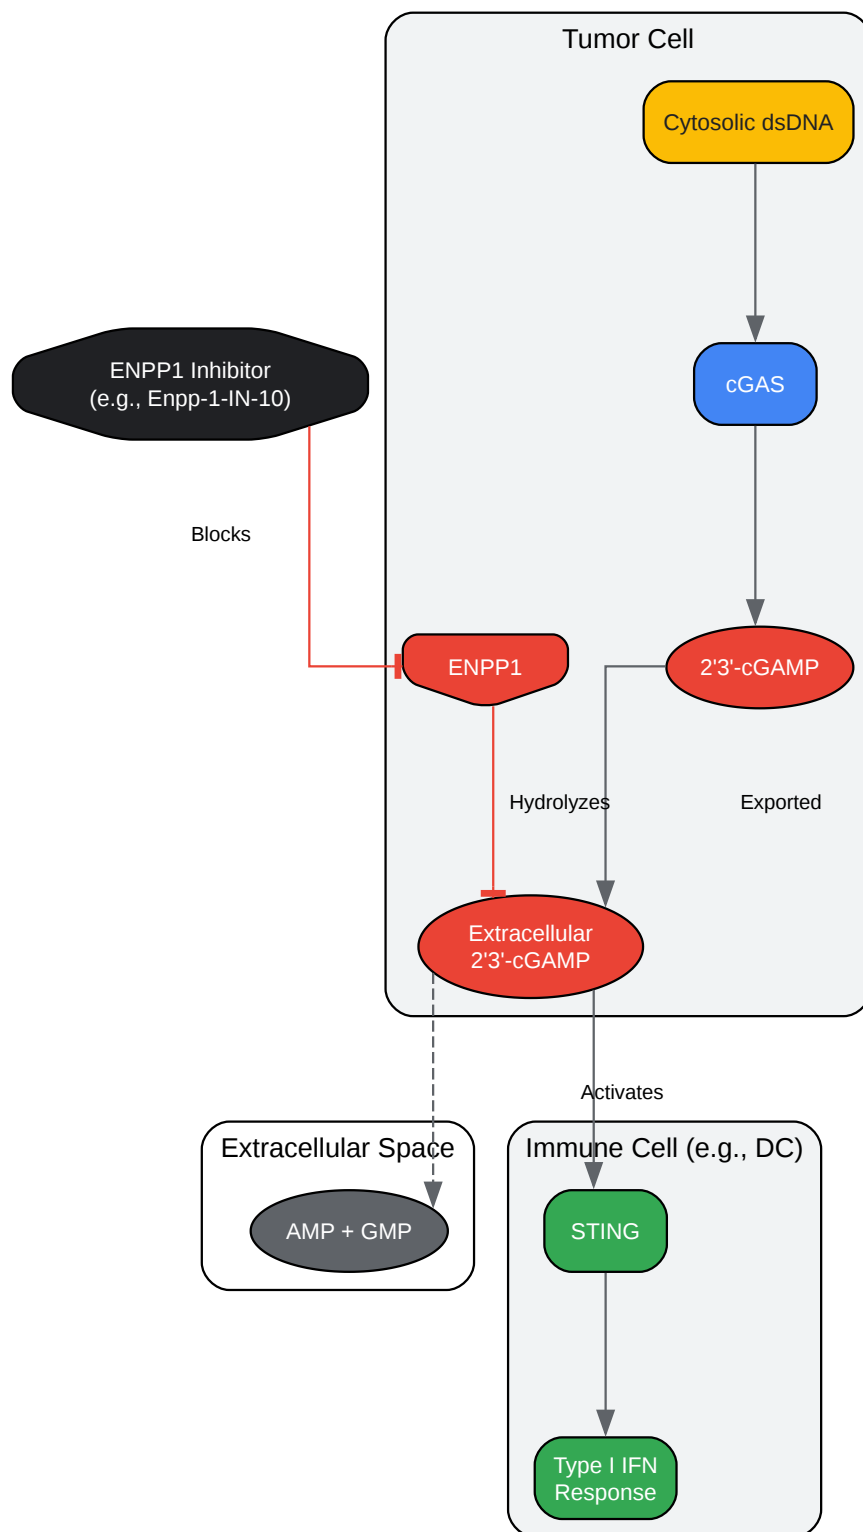 Tumor Cell
Cytosolic dsDNA
ENPP1 Inhibitor
(e.g., Enpp-1-IN-10)
cGAS
Blocks
ENPP1
2'3'-cGAMP
Hydrolyzes
Exported
Extracellular
2'3'-cGAMP
Activates
Extracellular Space
Immune Cell (e.g., DC)
AMP + GMP
STING
Type I IFN
Response